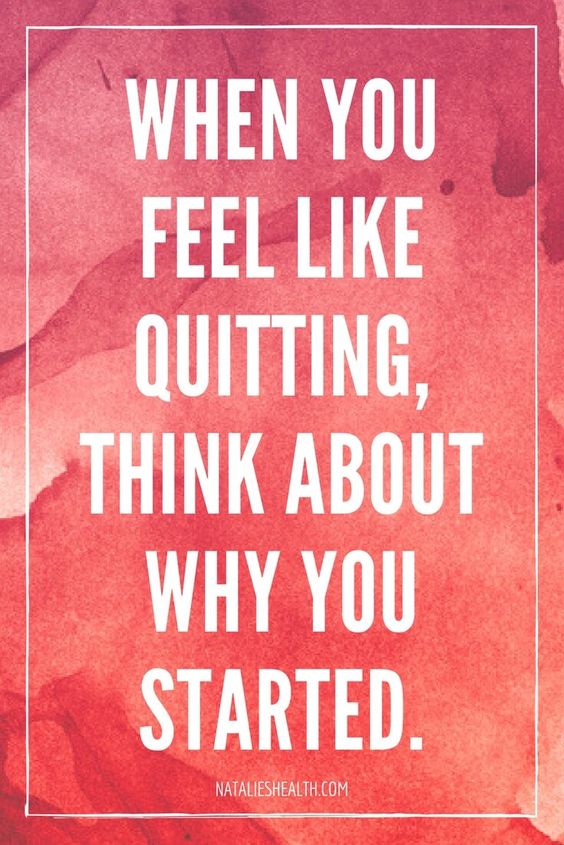 WHEN YOU
FEEL LIKE
QUITTING,
THINK ABOUT
WHY YOU
STARTED.
NATALIESHEALTH.COM